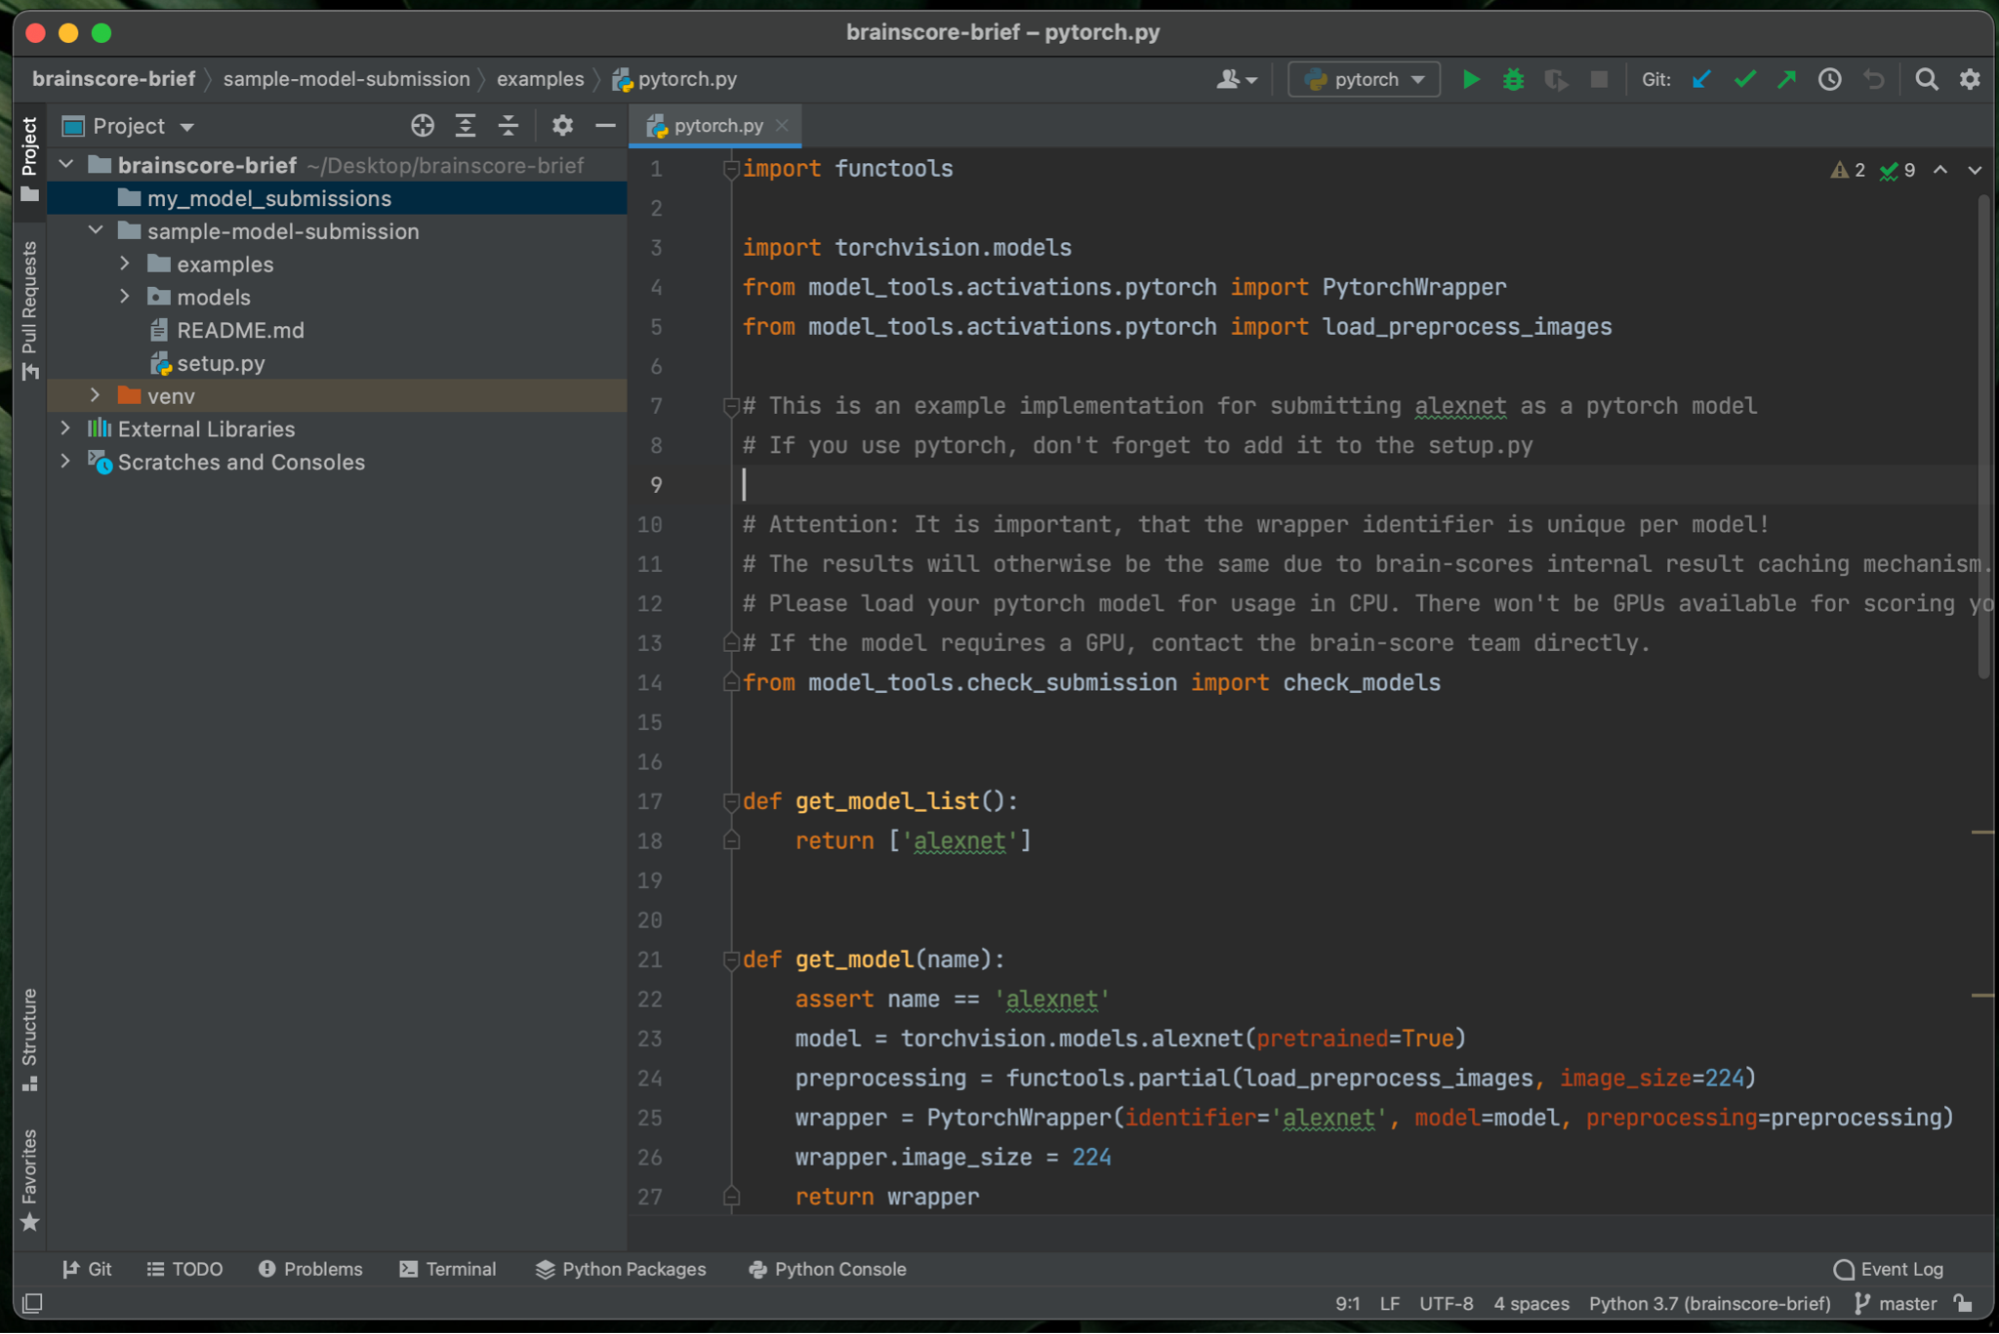 brainscore-brief – pytorch.py
brainscore-brief sample-model-submission examples pytorch.py pytorch Git:
Project
Project
pytorch.py
brainscore-brief ~/Desktop/brainscore-brief
my_model_submissions
sample-model-submission
examples
models
README.md
setup.py
venv
External Libraries
Scratches and Consoles
Pull Requests
Structure
Favorites
2 9
1 import functools
2
3 import torchvision.models
4 from model_tools.activations.pytorch import PytorchWrapper
5 from model_tools.activations.pytorch import load_preprocess_images
6
7 # This is an example implementation for submitting alexnet as a pytorch model
8 # If you use pytorch, don't forget to add it to the setup.py
9
10 # Attention: It is important, that the wrapper identifier is unique per model!
11 # The results will otherwise be the same due to brain-scores internal result caching mechanism.
12 # Please load your pytorch model for usage in CPU. There won't be GPUs available for scoring yo
13 # If the model requires a GPU, contact the brain-score team directly.
14 from model_tools.check_submission import check_models
15
16
17 def get_model_list():
18     return ['alexnet']
19
20
21 def get_model(name):
22     assert name == 'alexnet'
23     model = torchvision.models.alexnet(pretrained=True)
24     preprocessing = functools.partial(load_preprocess_images, image_size=224)
25     wrapper = PytorchWrapper(identifier='alexnet', model=model, preprocessing=preprocessing)
26     wrapper.image_size = 224
27     return wrapper
Git TODO Problems Terminal Python Packages Python Console Event Log
9:1 LF UTF-8 4 spaces Python 3.7 (brainscore-brief) master